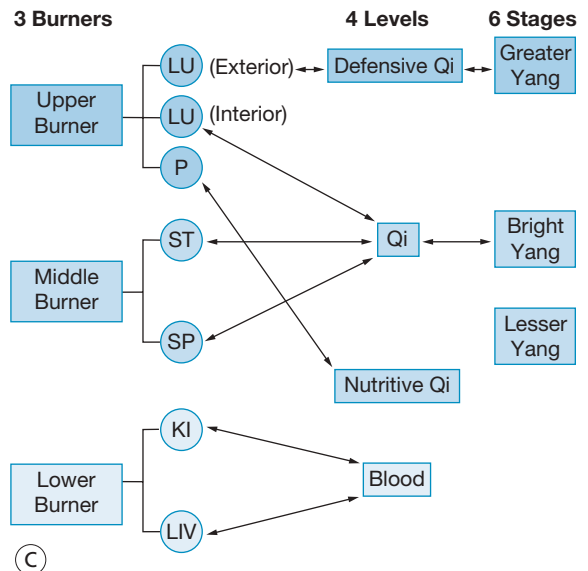 3 Burners
4 Levels
6 Stages
LU (Exterior)
Defensive Qi
Greater
Yang
Upper
Burner
LU (Interior)
P
ST
Qi
Bright
Yang
Middle
Burner
SP
Lesser
Yang
Nutritive Qi
KI
Lower
Burner
Blood
LIV
C